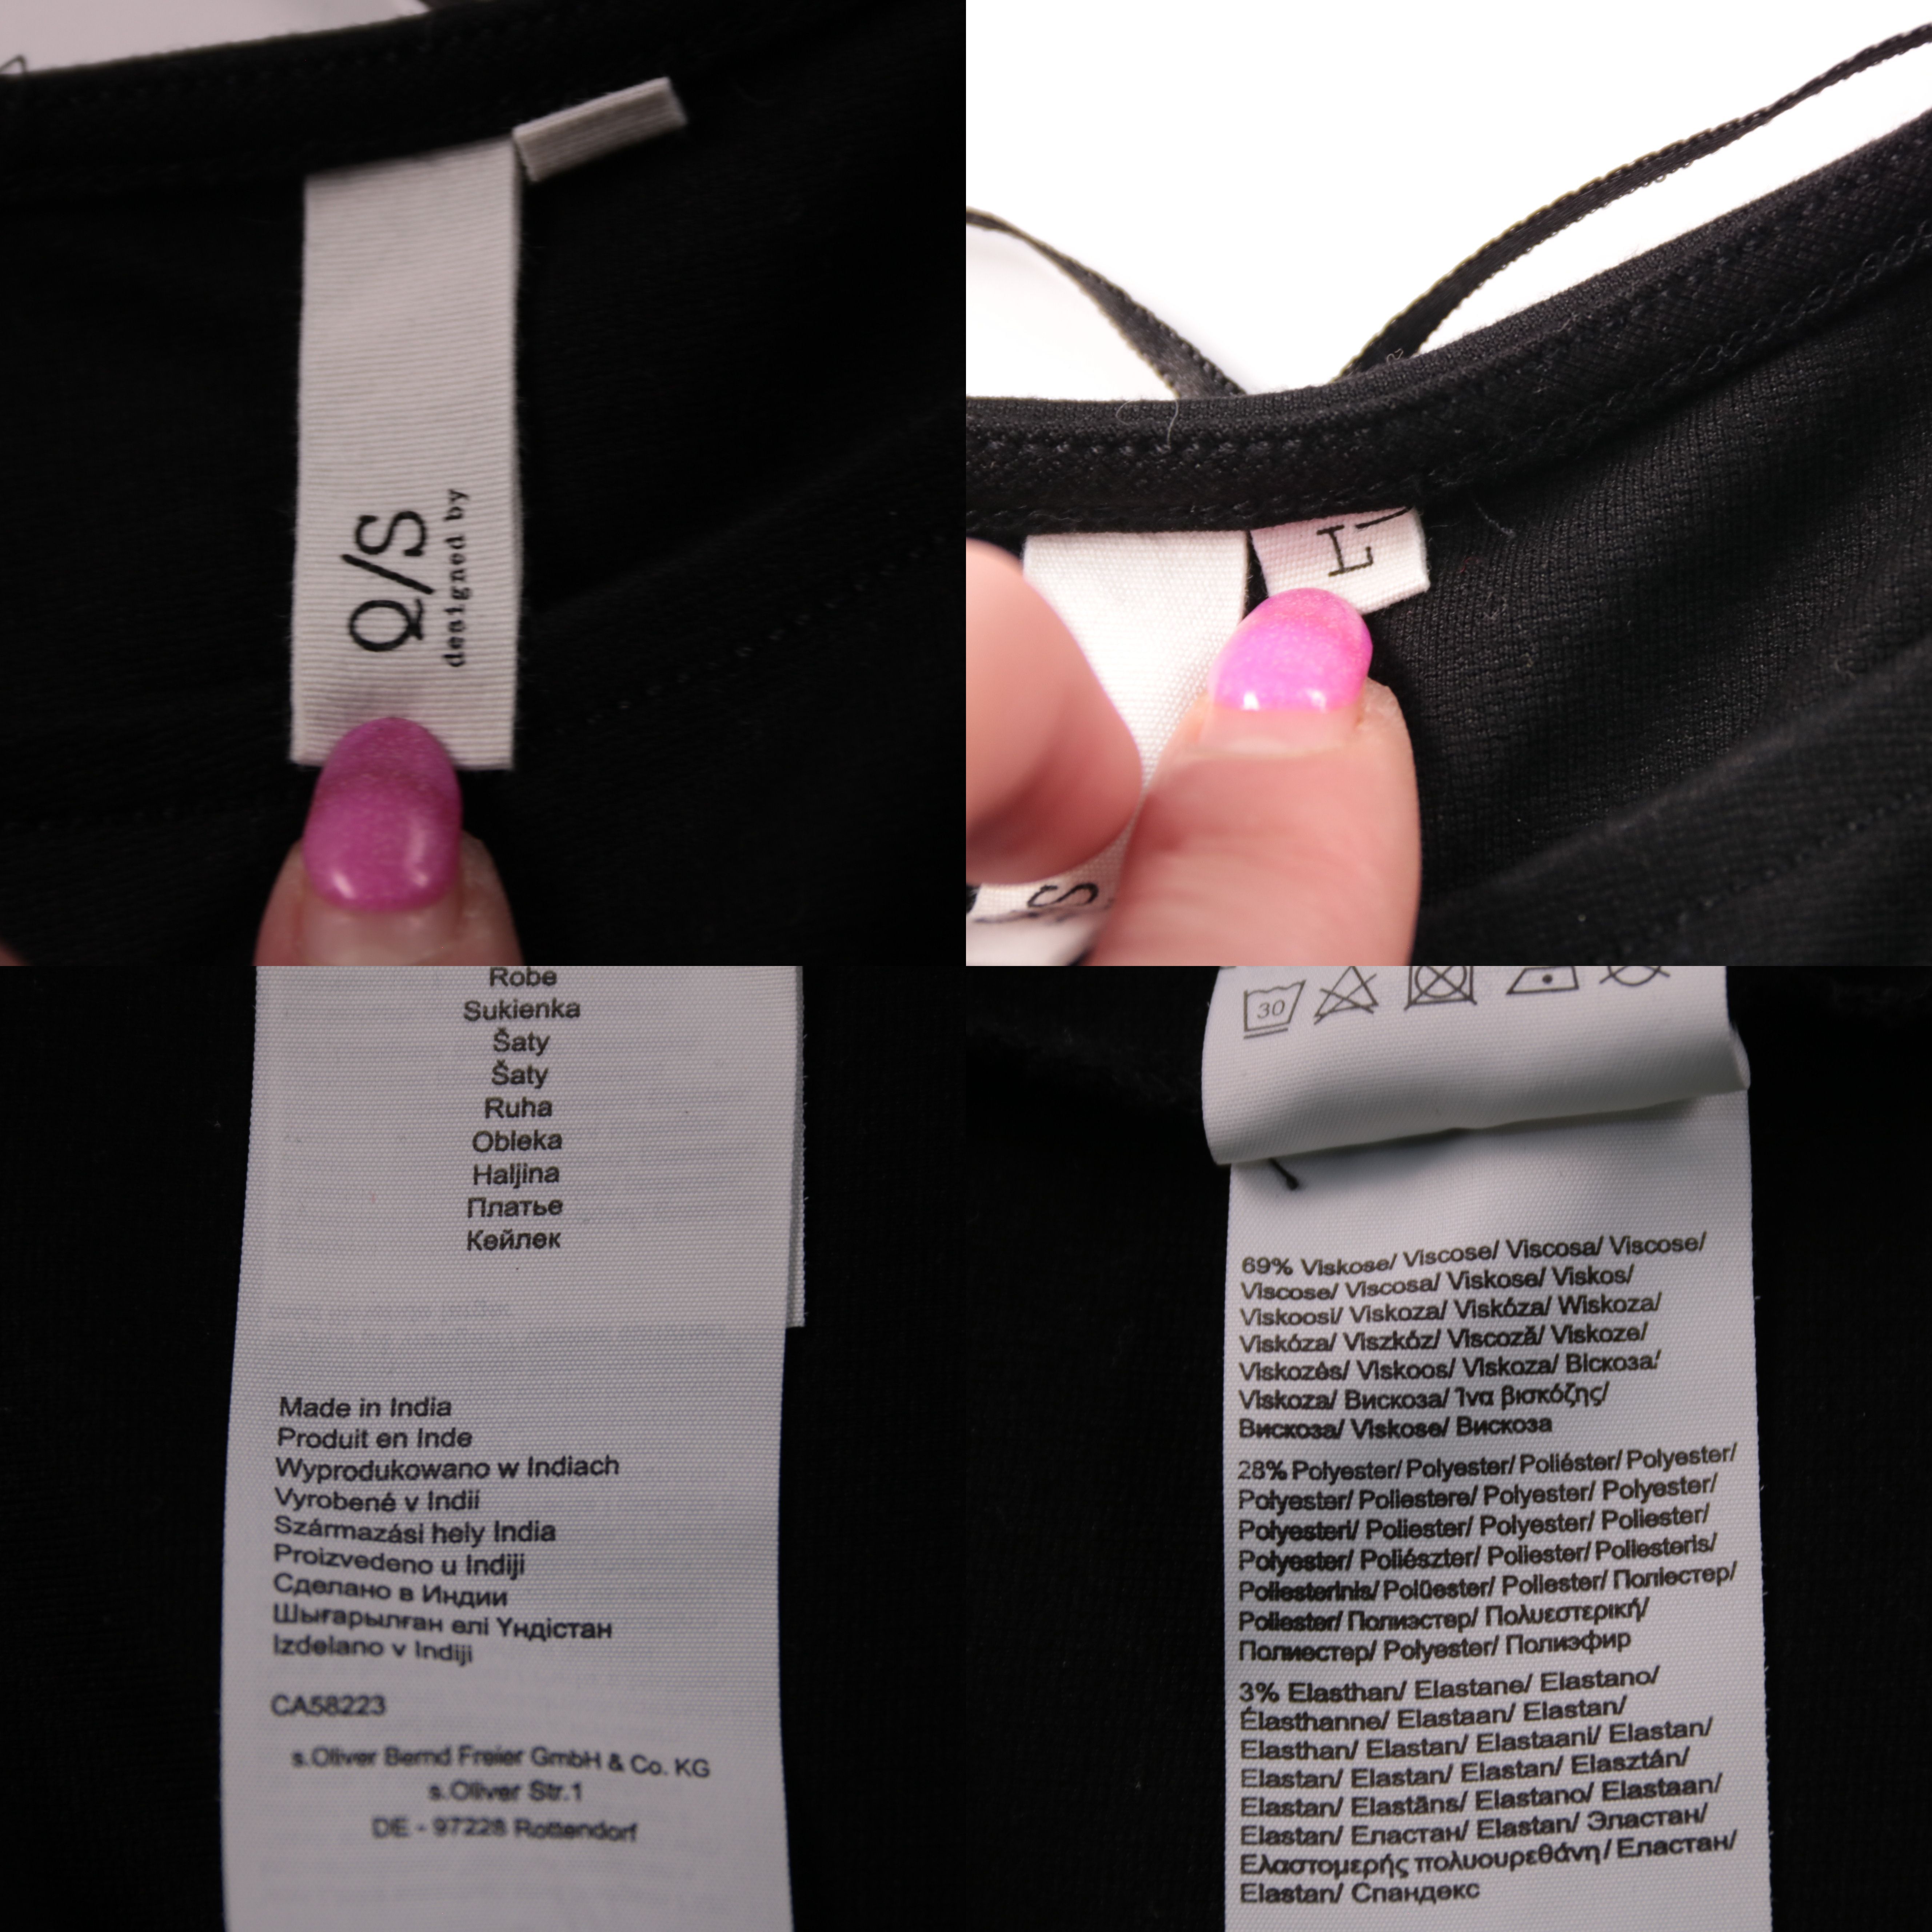 Q/S
designed by
L
S
Robe
Sukienka
Šaty
Šaty
Ruha
Obleka
Haljina
Платье
Көйлек
Made in India
Produit en Inde
Wyprodukowano w Indiach
Vyrobené v Indii
Származási hely India
Proizvedeno u Indiji
Сделано в Индии
Шығарылған елі Үндістан
Izdelano v Indiji
CA58223
s.Oliver Bernd Freier GmbH & Co. KG
s.Oliver Str.1
DE - 97228 Rottendorf
30
69% Viskose/ Viscose/ Viscosa/ Viscose/
Viscose/ Viscosa/ Viskose/ Viskos/
Viskoosi/ Viskoza/ Viskóza/ Wiskoza/
Viskóza/ Viszkóz/ Viscoză/ Viskoze/
Viskozės/ Viskoos/ Viskoza/ Віскоза/
Viskoza/ Вискоза/ Ίνα βισκόζης/
Вискоза/ Viskose/ Вискоза
28% Polyester/ Polyester/ Poliéster/ Polyester/
Polyester/ Poliestere/ Polyester/ Polyester/
Polyesteri/ Poliester/ Polyester/ Poliester/
Polyester/ Poliészter/ Poliester/ Poliesteris/
Poliesterinis/ Polüester/ Poliester/ Поліестер/
Poliester/ Полиэстер/ Πολυεστερική/
Полиестер/ Polyester/ Полиэфир
3% Elasthan/ Elastane/ Elastano/
Élasthanne/ Elastaan/ Elastan/
Elasthan/ Elastan/ Elastaani/ Elastan/
Elastan/ Elastan/ Elastan/ Elasztán/
Elastan/ Elastāns/ Elastano/ Elastaan/
Elastan/ Еластан/ Elastan/ Эластан/
Ελαστομερής πολυουρεθάνη/ Еластан/
Elastan/ Спандекс